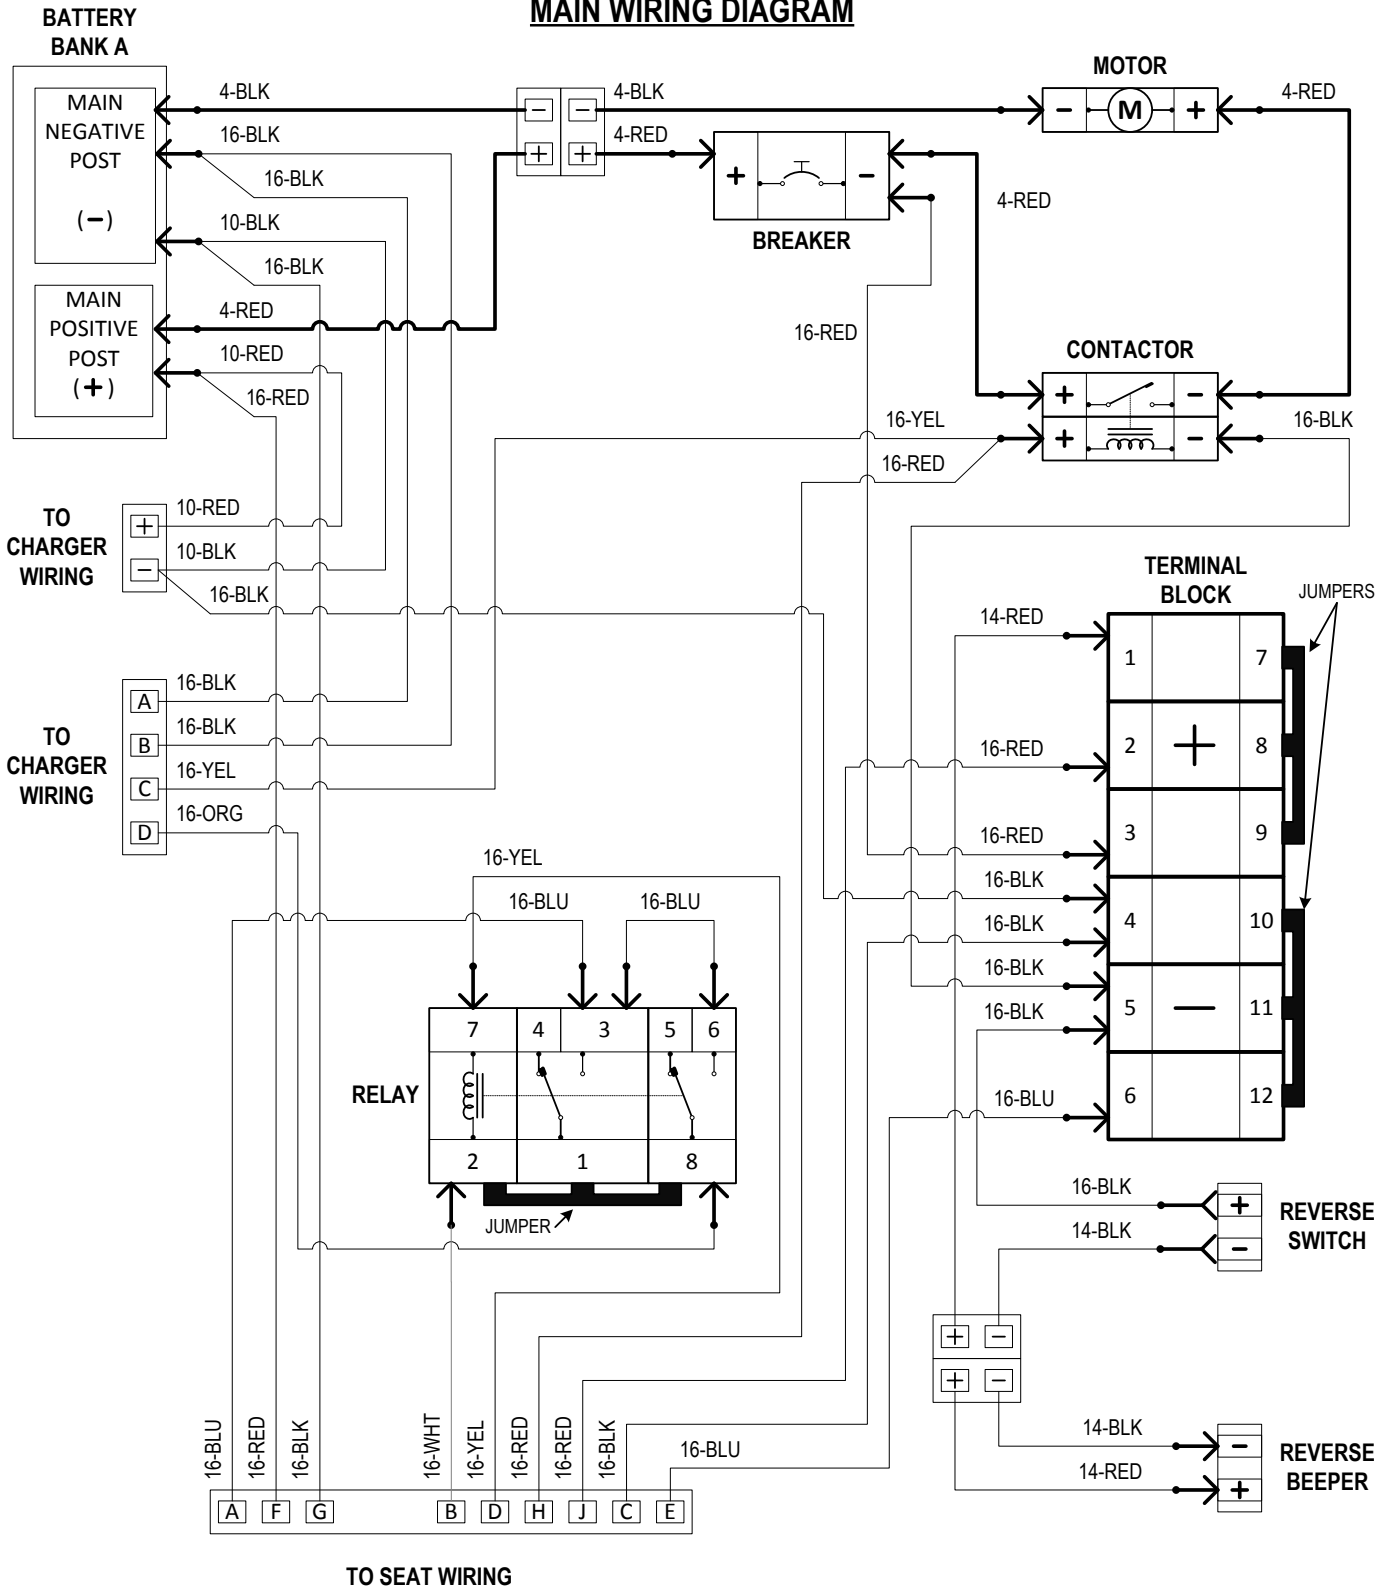 MAIN WIRING DIAGRAM
BATTERY
BANK A
MAIN
NEGATIVE
POST
(−)
MAIN
POSITIVE
POST
(+)
4-BLK
16-BLK
16-BLK
10-BLK
16-BLK
4-RED
10-RED
16-RED
− −
+ +
4-BLK
4-RED
+ −
BREAKER
MOTOR
− M +
4-RED
4-RED
16-RED
CONTACTOR
+ −
+ −
16-YEL
16-RED
16-BLK
TO
CHARGER
WIRING
+
−
10-RED
10-BLK
16-BLK
TO
CHARGER
WIRING
A
B
C
D
16-BLK
16-BLK
16-YEL
16-ORG
TERMINAL
BLOCK
JUMPERS
14-RED
16-RED
16-RED
16-BLK
16-BLK
16-BLK
16-BLK
16-BLU
1 7
2 + 8
3 9
4 10
5 − 11
6 12
16-YEL
16-BLU
16-BLU
RELAY
7 4 3 5 6
2 1 8
JUMPER
16-BLK
14-BLK
+
−
REVERSE
SWITCH
+ −
+ −
14-BLK
14-RED
−
+
REVERSE
BEEPER
16-BLU
16-RED
16-BLK
16-WHT
16-YEL
16-RED
16-RED
16-BLK
16-BLU
A F G B D H J C E
TO SEAT WIRING